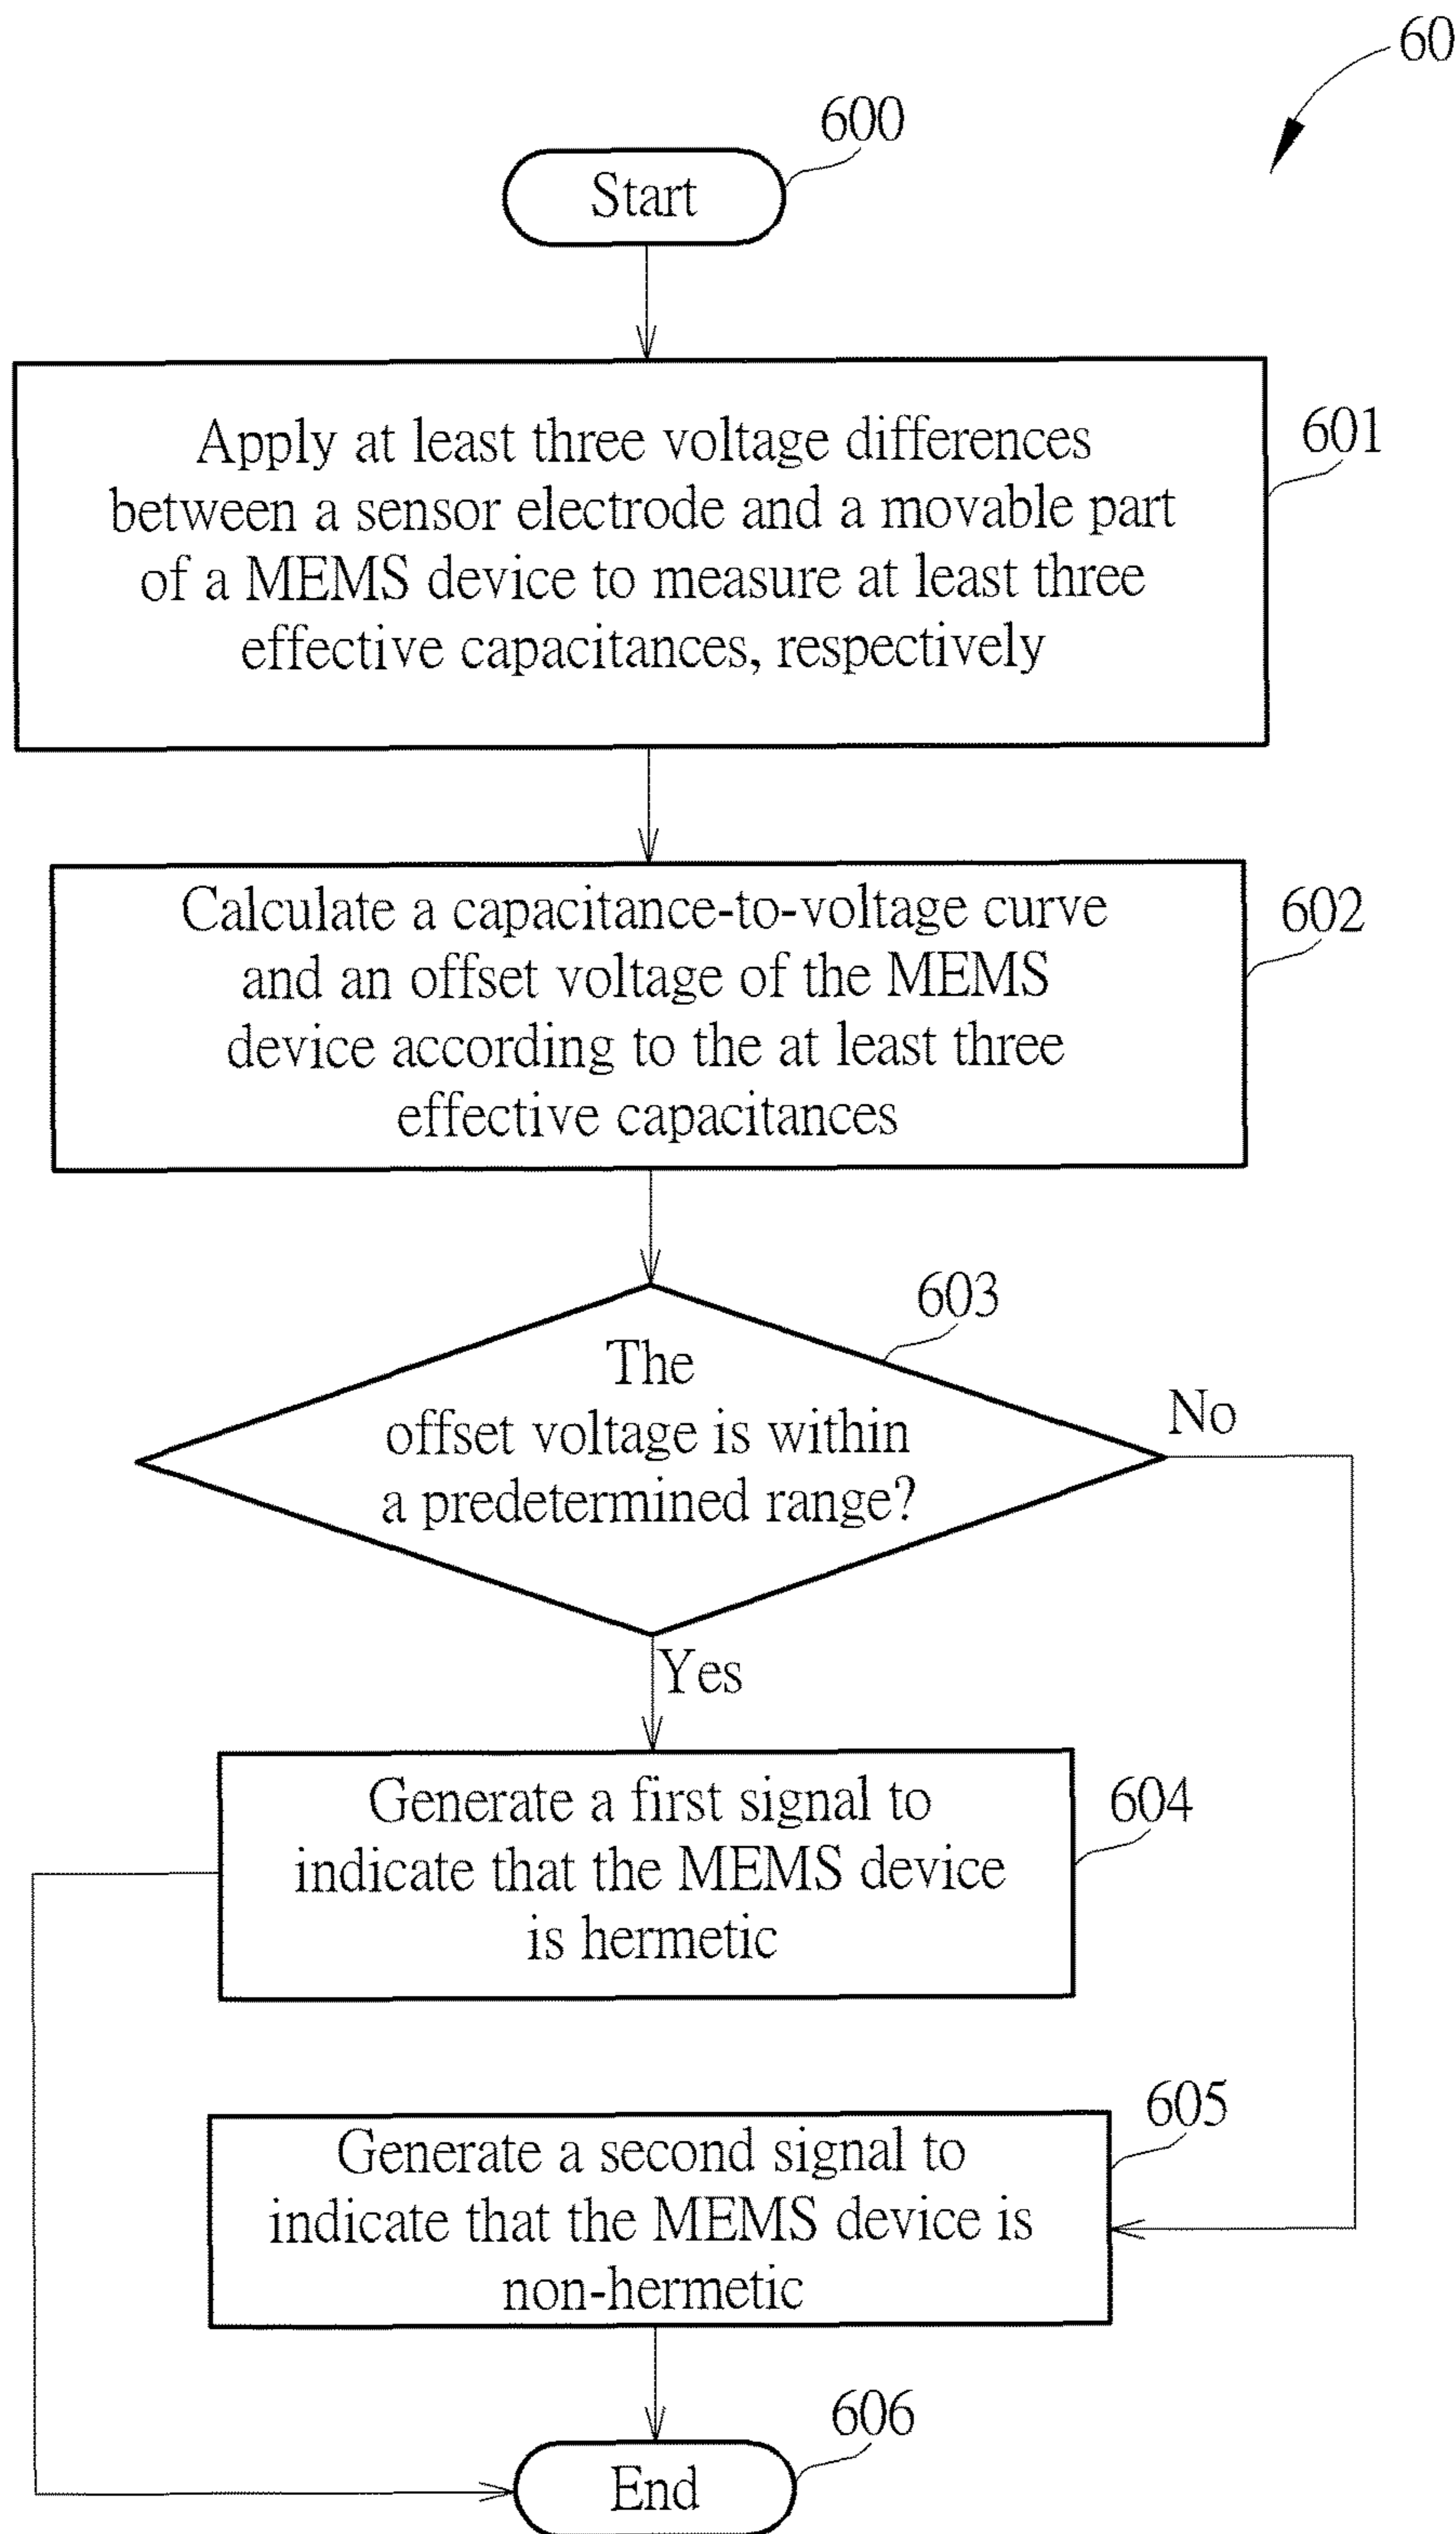 60
600
Start
Apply at least three voltage differences
between a sensor electrode and a movable part
of a MEMS device to measure at least three
effective capacitances, respectively
601
Calculate a capacitance-to-voltage curve
and an offset voltage of the MEMS
device according to the at least three
effective capacitances
602
603
The
offset voltage is within
a predetermined range?
No
Yes
Generate a first signal to
indicate that the MEMS device
is hermetic
604
605
Generate a second signal to
indicate that the MEMS device is
non-hermetic
606
End